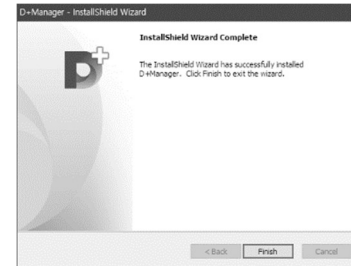 D+Manager - InstallShield Wizard
InstallShield Wizard Complete
The InstallShield Wizard has successfully installed
D+Manager. Click Finish to exit the wizard.
D+
< Back
Finish
Cancel